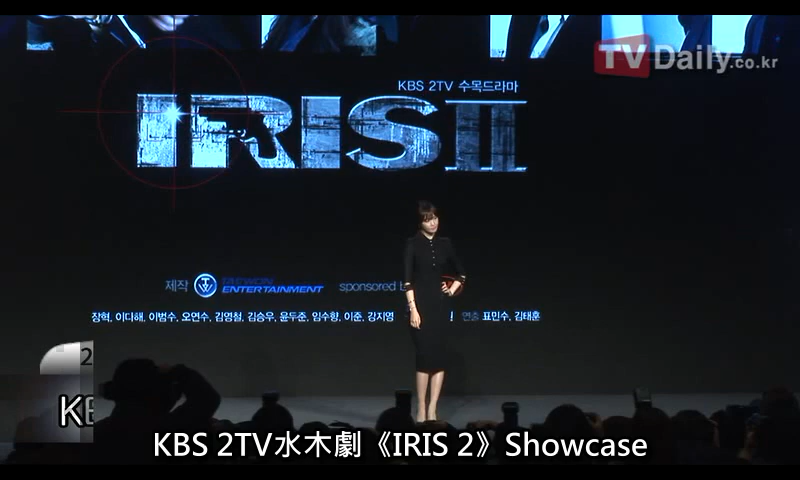 TVDaily.co.kr
KBS 2TV 수목드라마
IRIS II
제작 TAEWON ENTERTAINMENT sponsored b
장혁, 이다해, 이범수, 오연수, 김영철, 김승우, 윤두준, 임수향, 이준, 강지영 연출 표민수, 김태훈
2
KB
KBS 2TV水木劇《IRIS 2》Showcase